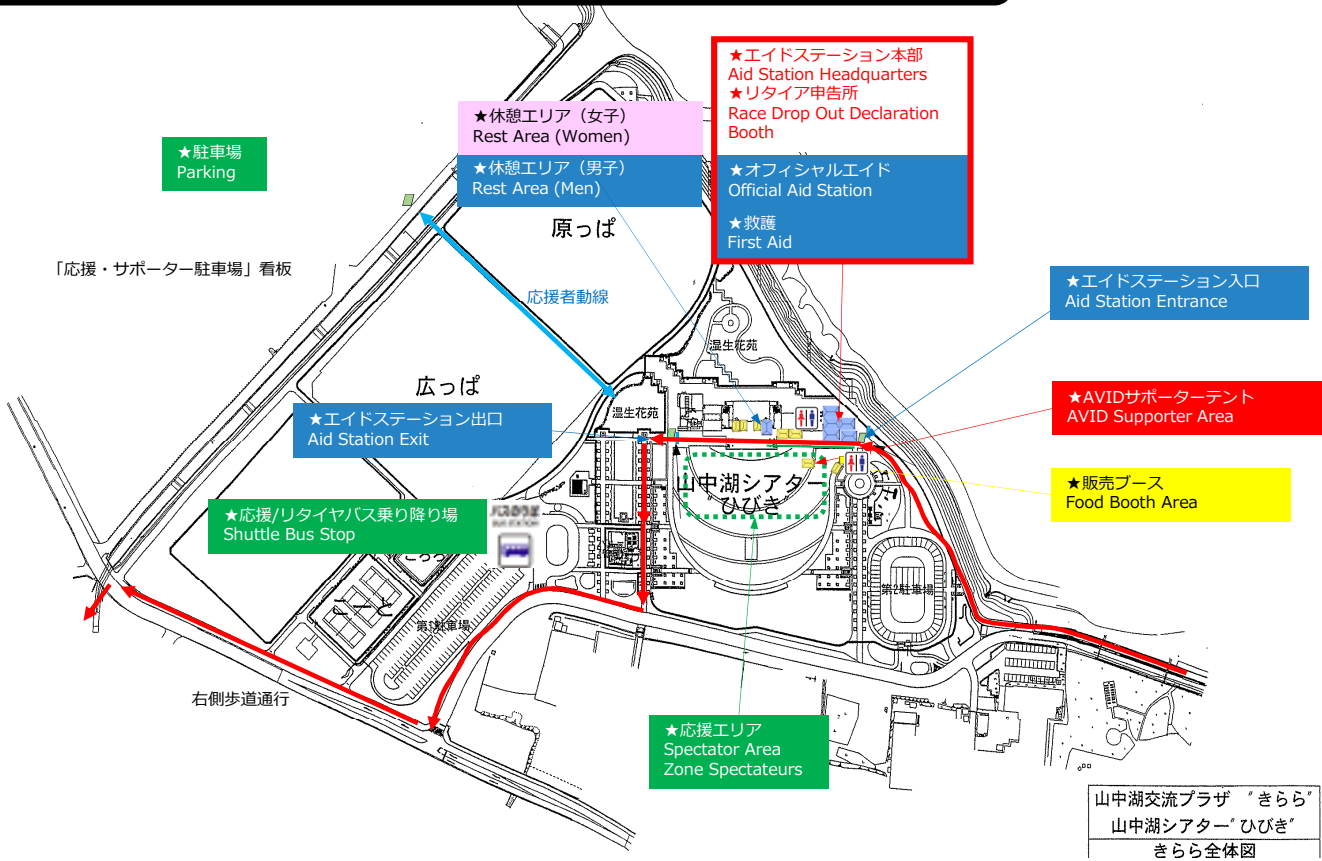 ★エイドステーション本部
Aid Station Headquarters
★リタイア申告所
Race Drop Out Declaration
Booth
★オフィシャルエイド
Official Aid Station
★救護
First Aid
★休憩エリア（女子）
Rest Area (Women)
★休憩エリア（男子）
Rest Area (Men)
★駐車場
Parking
原っぱ
「応援・サポーター駐車場」看板
応援者動線
★エイドステーション入口
Aid Station Entrance
湿生花苑
広っぱ
湿生花苑
★エイドステーション出口
Aid Station Exit
★AVIDサポーターテント
AVID Supporter Area
山中湖シアター
ひびき
★販売ブース
Food Booth Area
★応援/リタイヤバス乗り降り場
Shuttle Bus Stop
バスのりば
BUS STATION
第2駐車場
第1駐車場
右側歩道通行
★応援エリア
Spectator Area
Zone Spectateurs
山中湖交流プラザ “きらら”
山中湖シアター“ひびき”
きらら全体図